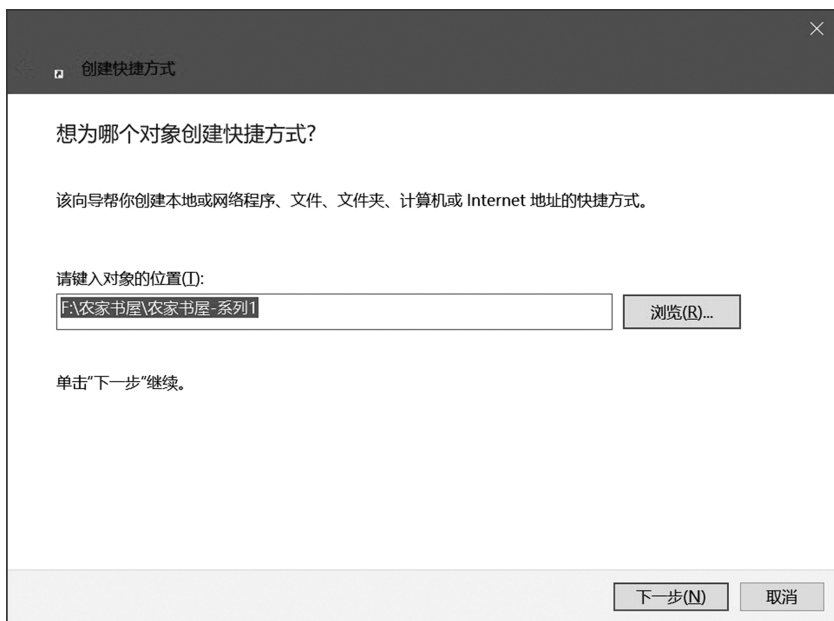 创建快捷方式
想为哪个对象创建快捷方式?
该向导帮你创建本地或网络程序、文件、文件夹、计算机或 Internet 地址的快捷方式。
请键入对象的位置(T):
F:\农家书屋\农家书屋-系列1
浏览(R)...
单击"下一步"继续。
下一步(N)
取消